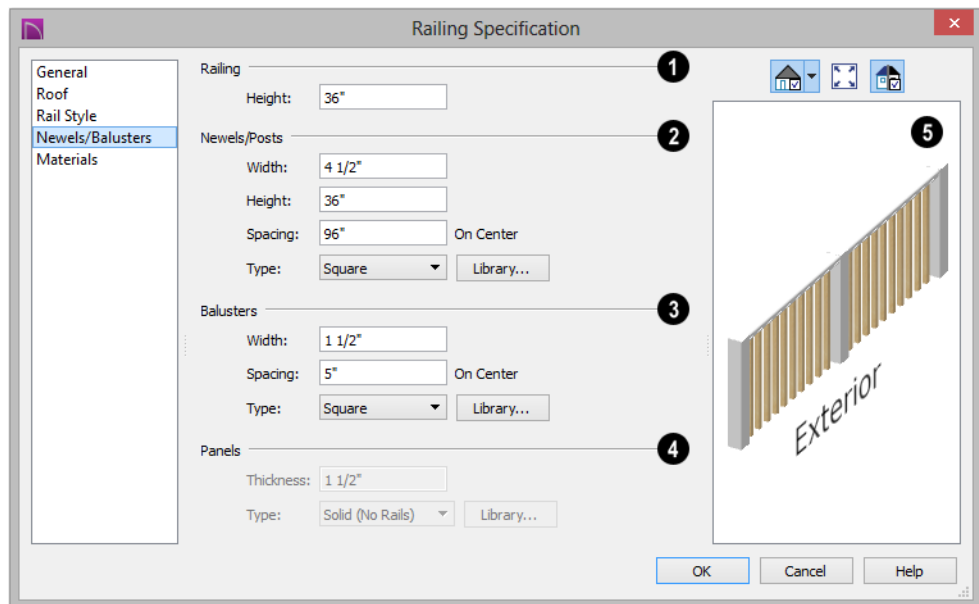 Railing Specification
General
Roof
Rail Style
Newels/Balusters
Materials
Railing 1
Height: 36"
Newels/Posts 2
Width: 4 1/2"
Height: 36"
Spacing: 96" On Center
Type: Square Library...
Balusters 3
Width: 1 1/2"
Spacing: 5" On Center
Type: Square Library...
Panels 4
Thickness: 1 1/2"
Type: Solid (No Rails) Library...
5
Exterior
OK Cancel Help